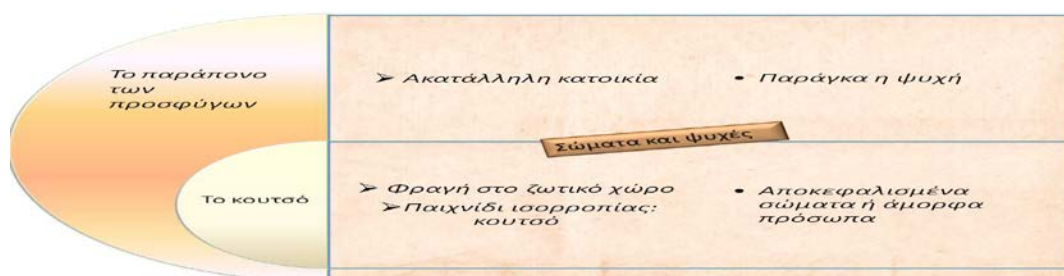 Το παράπονο
των
προσφύγων
➢ Ακατάλληλη κατοικία
• Παράγκα η ψυχή
Σώματα και ψυχές
Το κουτσό
➢ Φραγή στο ζωτικό χώρο
➢ Παιχνίδι ισορροπίας:
κουτσό
• Αποκεφαλισμένα
σώματα ή άμορφα
πρόσωπα